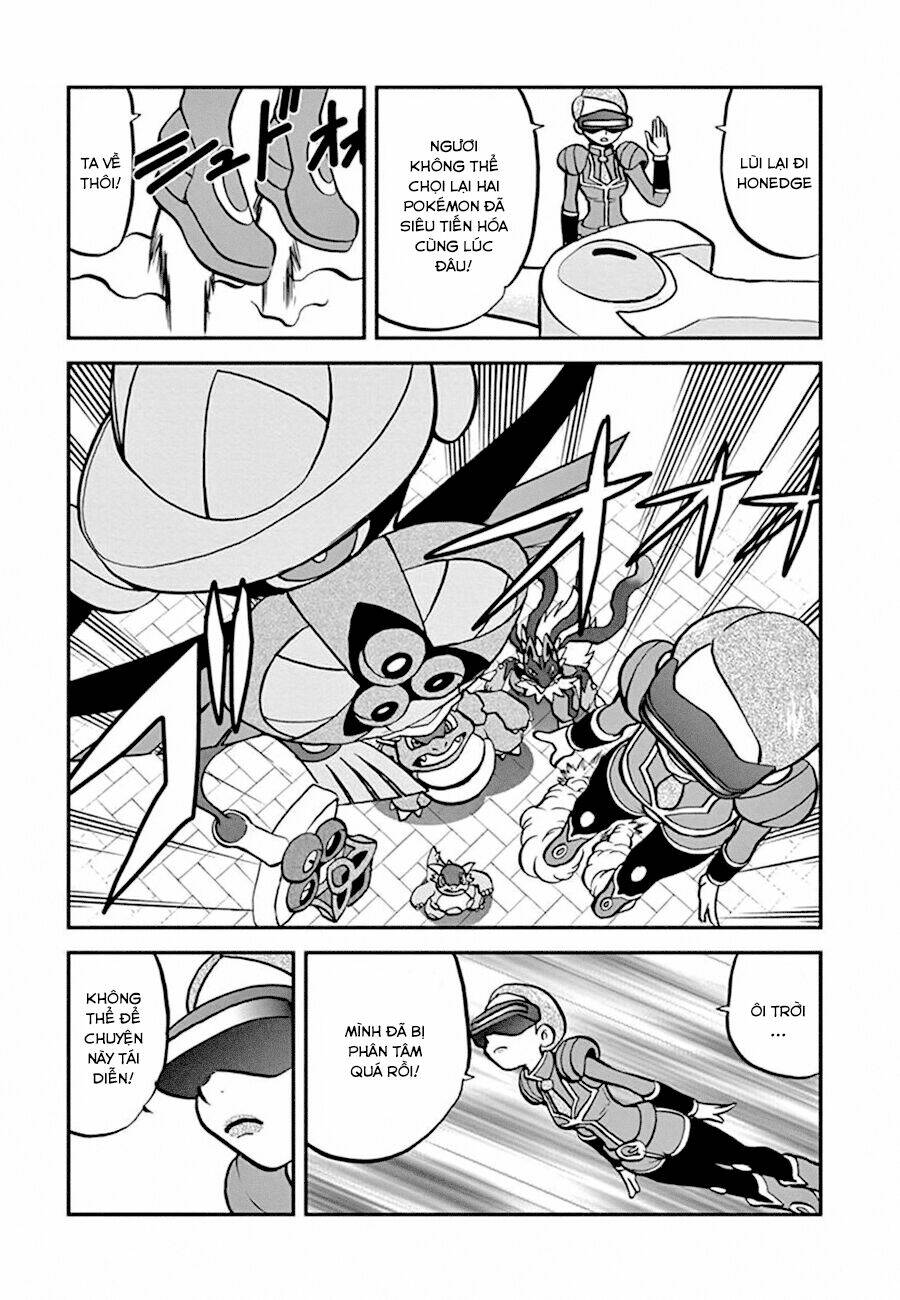 LÙI LẠI ĐI
HONEDGE
NGƯƠI
KHÔNG THỂ
CHỌI LẠI HAI
POKÉMON ĐÃ
SIÊU TIẾN HÓA
CÙNG LÚC
ĐÂU!
TA VỀ
THÔI!
シュドオォ
ズオオオ
ÔI TRỜI
...
MÌNH ĐÃ BỊ
PHÂN TÂM
QUÁ RỒI!
KHÔNG
THỂ ĐỂ
CHUYỆN
NÀY TÁI
DIỄN!